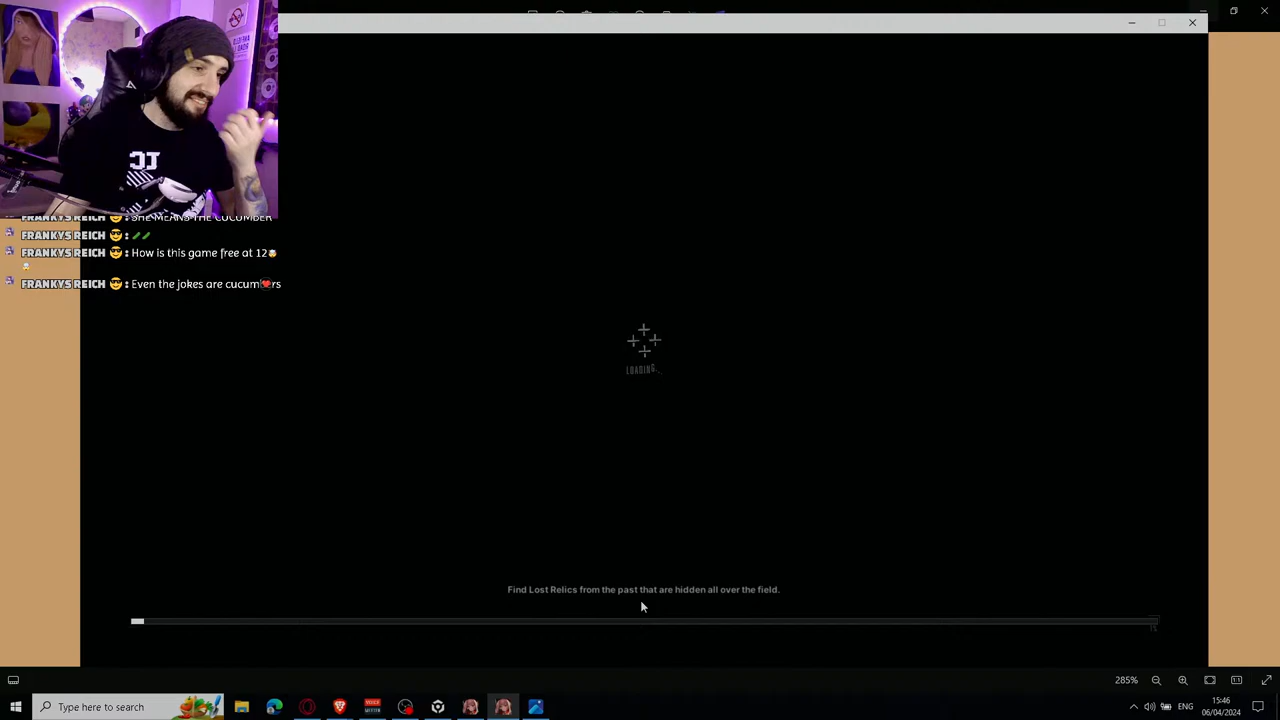 FRANKYS REICH 😎: SHE MEANS THE CUCUMBER
FRANKYS REICH 😎: 🥒🥒
FRANKYS REICH 😎: How is this game free at 12🤯
FRANKYS REICH 😎: Even the jokes are cucum❤️rs
LOADING...
Find Lost Relics from the past that are hidden all over the field.
285%
Type here to search
VOICE
ENG
15:46
06/04/2024